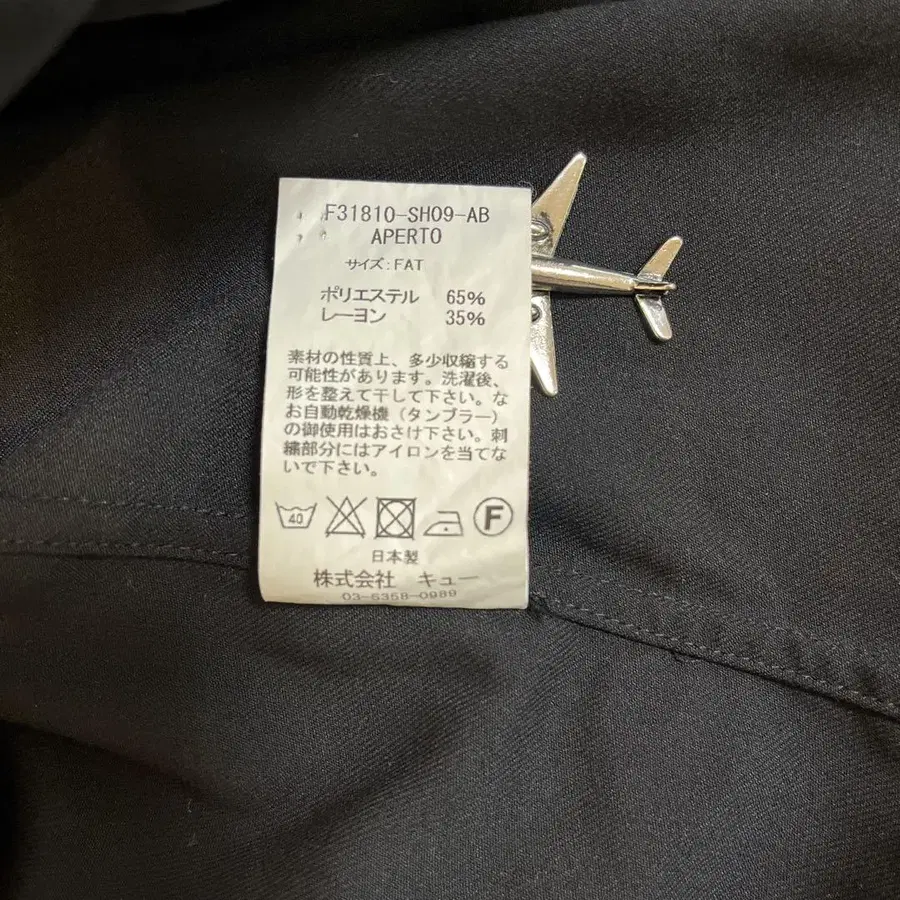 F31810-SH09-AB
APERTO
サイズ:FAT
ポリエステル 65%
レーヨン 35%
素材の性質上、多少収縮する
可能性があります。洗濯後、
形を整えて干して下さい。な
お自動乾燥機（タンブラー）
の御使用はおさけ下さい。刺
繍部分にはアイロンを当てな
いで下さい。
40 F
日本製
株式会社 キュー
03-5358-0989